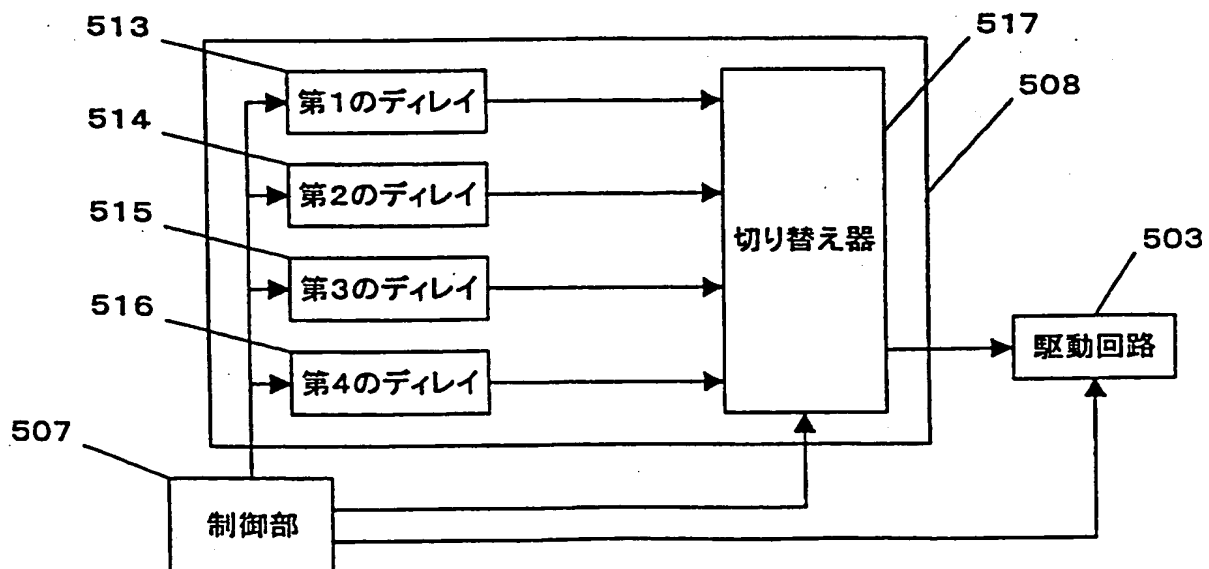 513
517
第1のディレイ
508
514
第2のディレイ
515
切り替え器
503
第3のディレイ
516
駆動回路
第4のディレイ
507
制御部